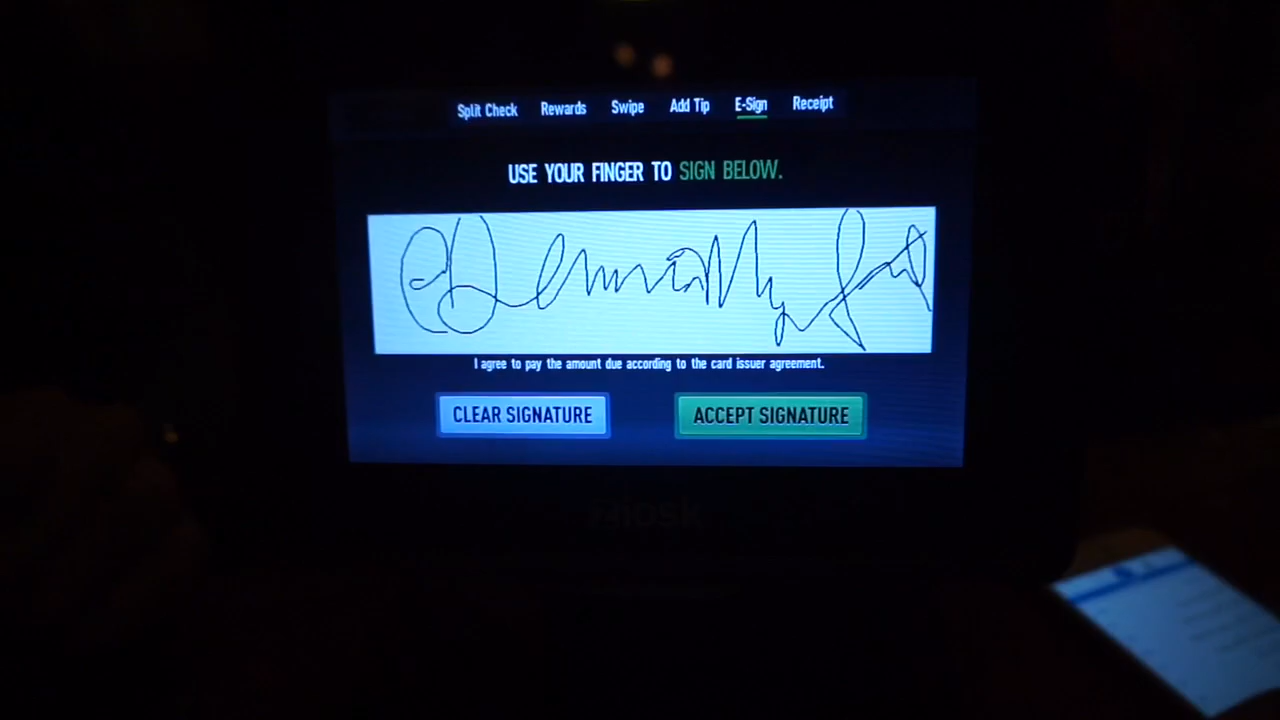 Split Check Rewards Swipe Add Tip E-Sign Receipt
USE YOUR FINGER TO SIGN BELOW.
I agree to pay the amount due according to the card issuer agreement.
CLEAR SIGNATURE ACCEPT SIGNATURE
ziosk